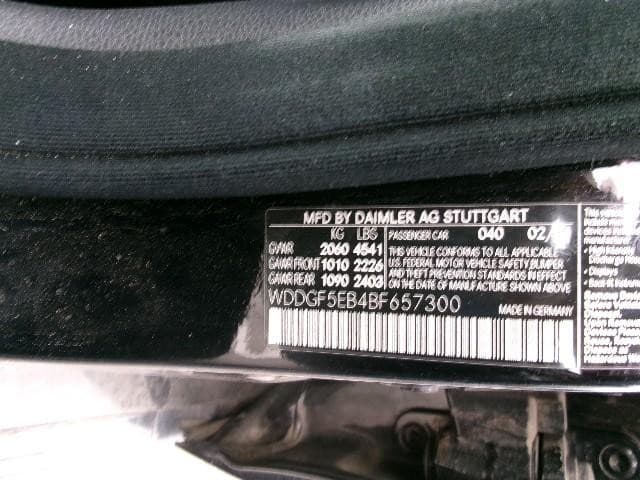 MFD BY DAIMLER AG STUTTGART
KG LBS
GVWR 2060 4541
GAWR FRONT 1010 2226
GAWR REAR 1090 2403
PASSENGER CAR 040 02/
THIS VEHICLE CONFORMS TO ALL APPLICABLE
U.S. FEDERAL MOTOR VEHICLE SAFETY, BUMPER
AND THEFT PREVENTION STANDARDS IN EFFECT
ON THE DATE OF MANUFACTURE SHOWN ABOVE
WDDGF5EB4BF657300
MADE IN GERMANY